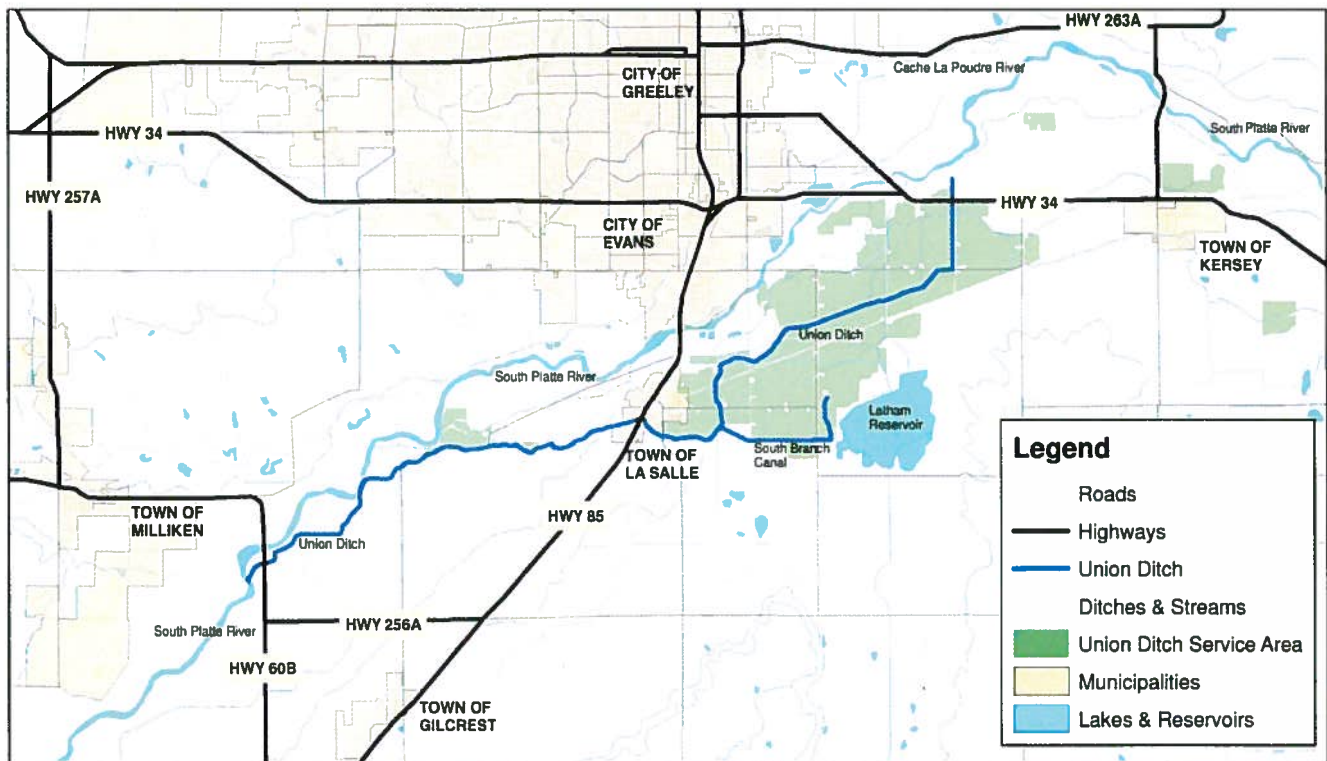 HWY 263A
CITY OF
GREELEY
Cache La Poudre River
HWY 34
South Platte River
HWY 257A
HWY 34
CITY OF
EVANS
TOWN OF
KERSEY
Union Ditch
South Platte River
Latham
Reservoir
South Branch
Canal
TOWN OF
LA SALLE
TOWN OF
MILLIKEN
HWY 85
Union Ditch
South Platte River
HWY 256A
HWY 60B
TOWN OF
GILCREST
Legend
Roads
Highways
Union Ditch
Ditches & Streams
Union Ditch Service Area
Municipalities
Lakes & Reservoirs